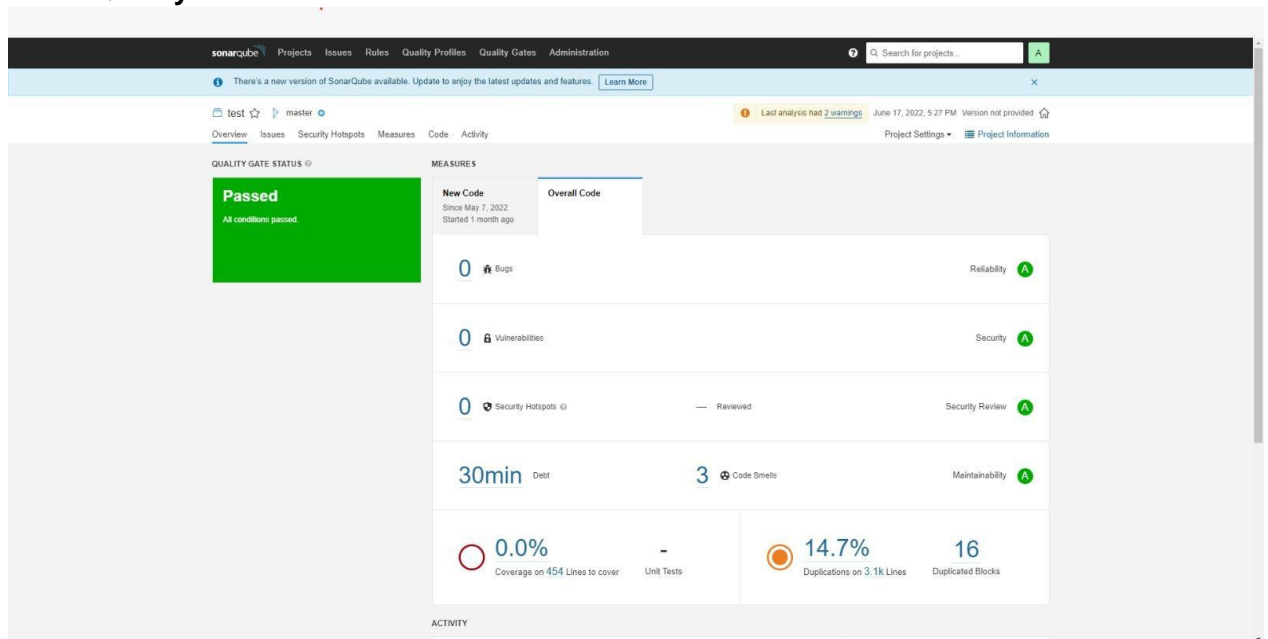 sonarqube Projects Issues Rules Quality Profiles Quality Gates Administration Search for projects... A
There's a new version of SonarQube available. Update to enjoy the latest updates and features. Learn More
test master Last analysis had 2 warnings June 17, 2022, 5:27 PM Version not provided
Overview Issues Security Hotspots Measures Code Activity Project Settings Project Information
QUALITY GATE STATUS MEASURES
Passed
All conditions passed.
New Code
Since May 7, 2022
Started 1 month ago
Overall Code
0 Bugs Reliability A
0 Vulnerabilities Security A
0 Security Hotspots — Reviewed Security Review A
30min Debt 3 Code Smells Maintainability A
0.0% - 14.7% 16
Coverage on 454 Lines to cover Unit Tests Duplications on 3.1k Lines Duplicated Blocks
ACTIVITY